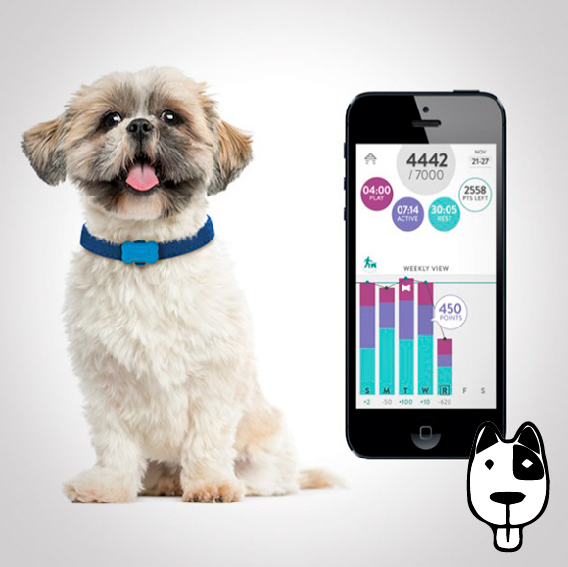 NOV
21-27
4442
/ 7000
04:00
PLAY
07:14
ACTIVE
30:05
REST
2558
PTS LEFT
WEEKLY VIEW
450
POINTS
S M T W R F S
+2 -50 +100 +10 -620